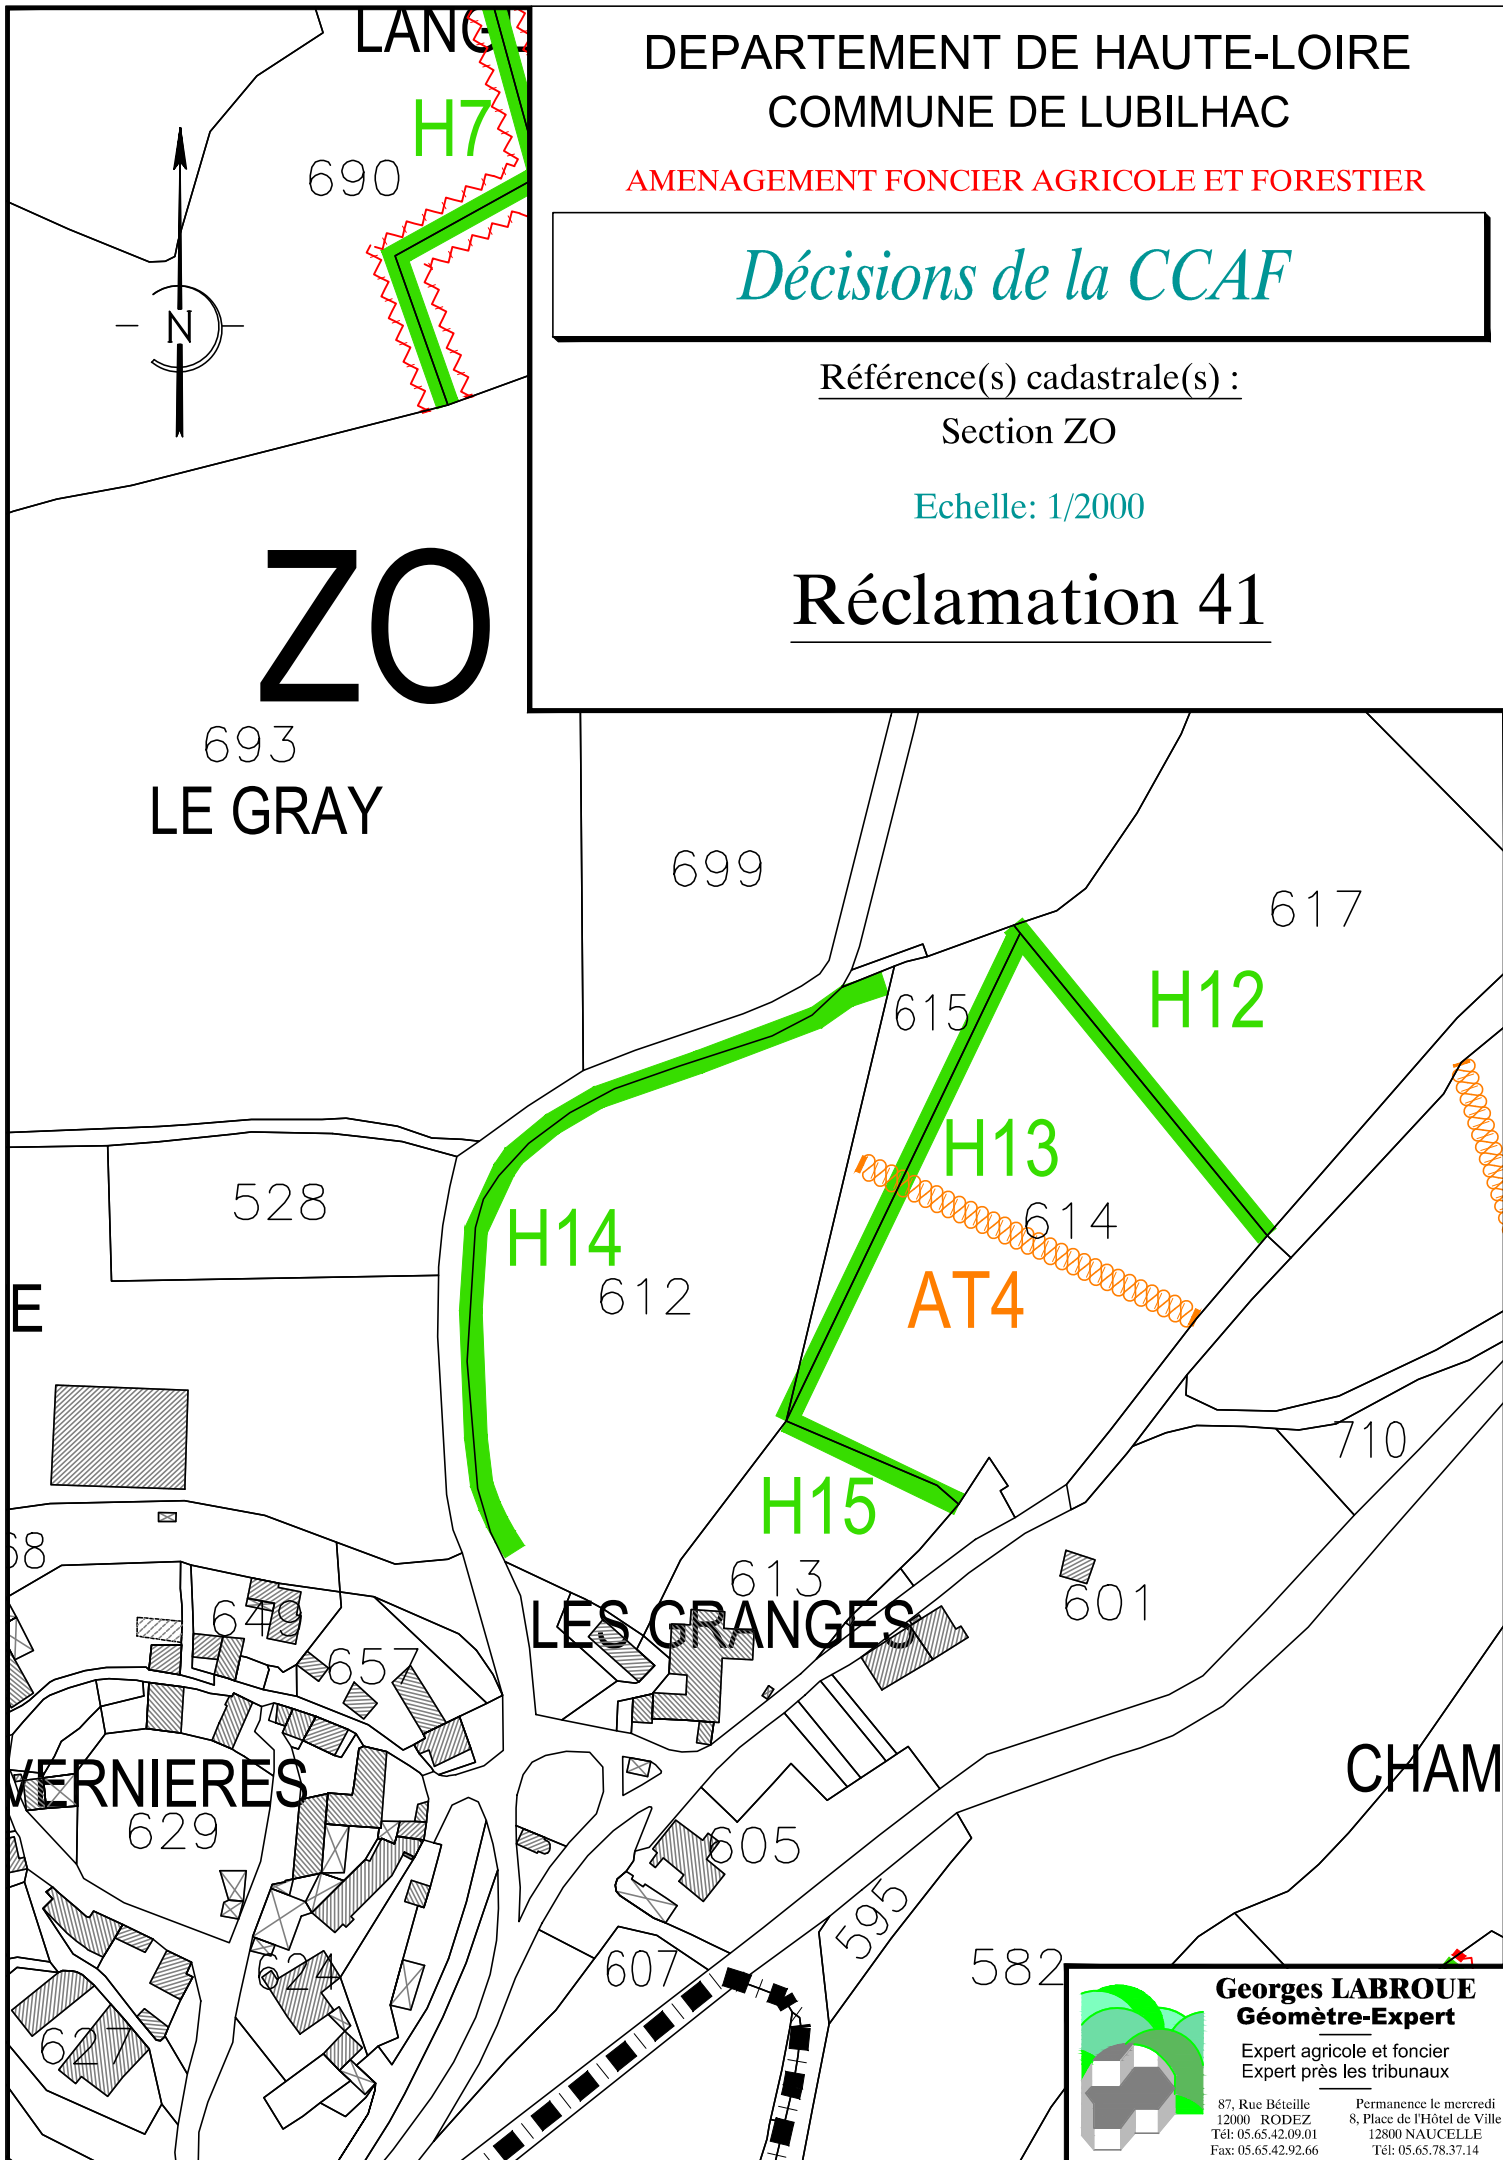 DEPARTEMENT DE HAUTE-LOIRE
COMMUNE DE LUBILHAC
AMENAGEMENT FONCIER AGRICOLE ET FORESTIER
Décisions de la CCAF
Référence(s) cadastrale(s) :
Section ZO
Echelle: 1/2000
Réclamation 41
H7
690
N
ZO
693
LE GRAY
699
617
H12
615
H13
528
H14
614
612
AT4
E
710
H15
68
613
601
649
LES GRANGES
657
VERNIERES
CHAM
629
605
595
607
582
624
627
Georges LABROUE
Géomètre-Expert
Expert agricole et foncier
Expert près les tribunaux
87, Rue Béteille
12000 RODEZ
Tél: 05.65.42.09.01
Fax: 05.65.42.92.66
Permanence le mercredi
8, Place de l'Hôtel de Ville
12800 NAUCELLE
Tél: 05.65.78.37.14